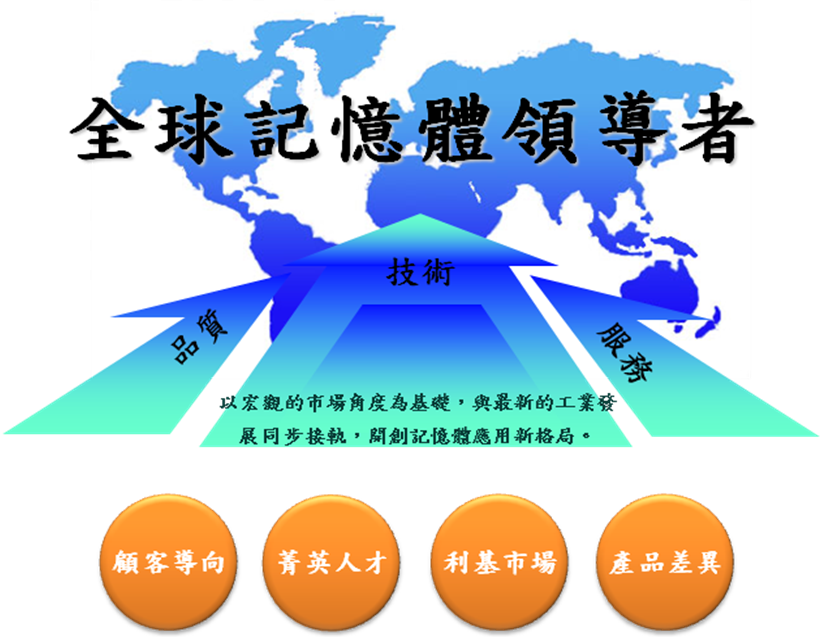 全球記憶體領導者
技術
品質
服務
以宏觀的市場角度為基礎，與最新的工業發
展同步接軌，開創記憶體應用新格局。
顧客導向
菁英人才
利基市場
產品差異